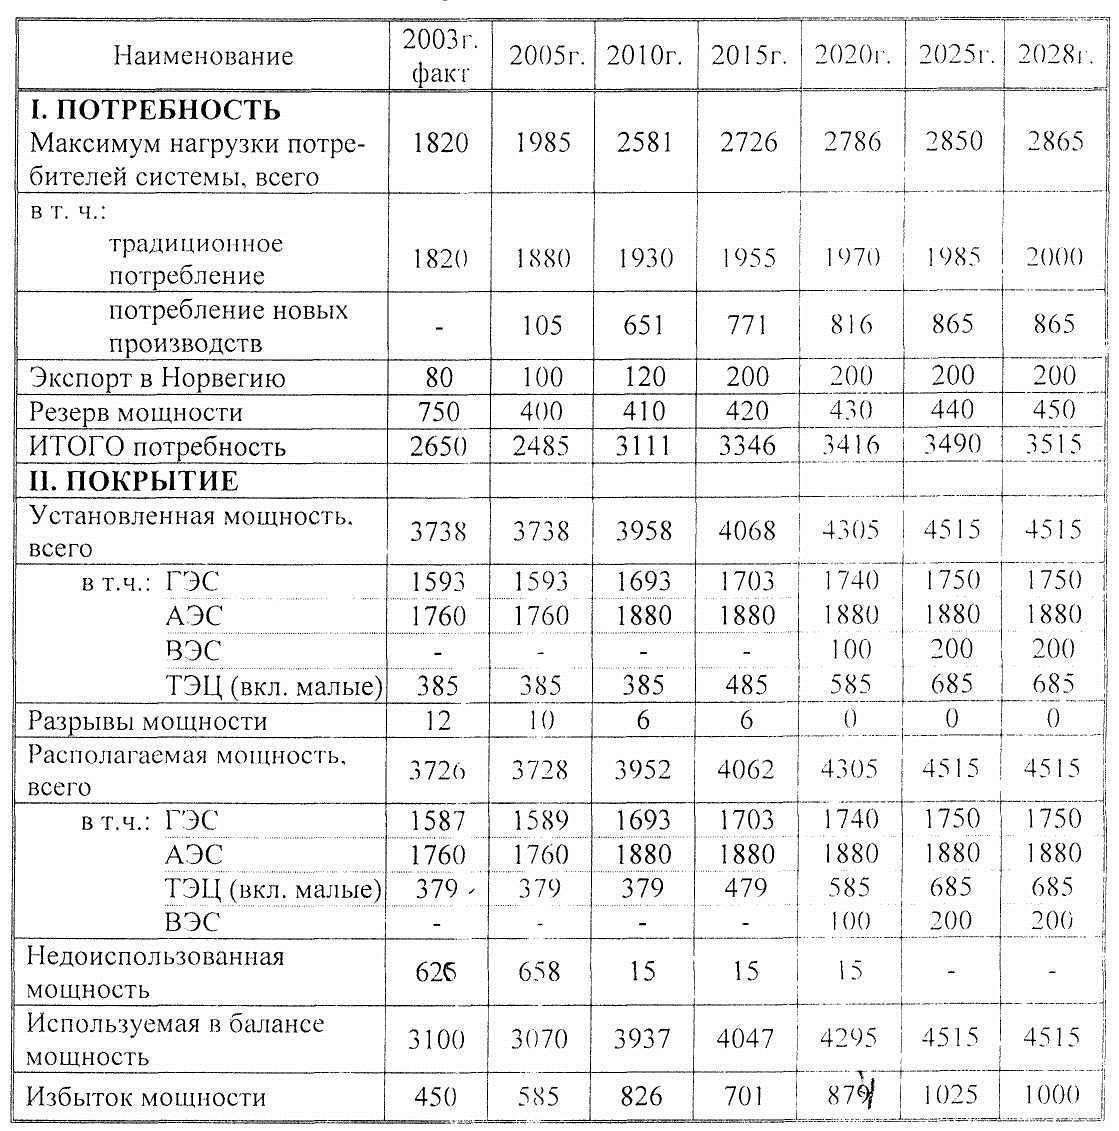 Наименование 2003г. факт 2005г. 2010г. 2015г. 2020г. 2025г. 2028г.
I. ПОТРЕБНОСТЬ
Максимум нагрузки потре-
бителей системы, всего 1820 1985 2581 2726 2786 2850 2865
в т. ч.:
традиционное
потребление 1820 1880 1930 1955 1970 1985 2000
потребление новых
производств - 105 651 771 816 865 865
Экспорт в Норвегию 80 100 120 200 200 200 200
Резерв мощности 750 400 410 420 430 440 450
ИТОГО потребность 2650 2485 3111 3346 3416 3490 3515
II. ПОКРЫТИЕ
Установленная мощность,
всего 3738 3738 3958 4068 4305 4515 4515
в т.ч.: ГЭС 1593 1593 1693 1703 1740 1750 1750
АЭС 1760 1760 1880 1880 1880 1880 1880
ВЭС - - - - 100 200 200
ТЭЦ (вкл. малые) 385 385 385 485 585 685 685
Разрывы мощности 12 10 6 6 0 0 0
Располагаемая мощность,
всего 3726 3728 3952 4062 4305 4515 4515
в т.ч.: ГЭС 1587 1589 1693 1703 1740 1750 1750
АЭС 1760 1760 1880 1880 1880 1880 1880
ТЭЦ (вкл. малые) 379 379 379 479 585 685 685
ВЭС - - - - 100 200 200
Недоиспользованная
мощность 626 658 15 15 15 - -
Используемая в балансе
мощность 3100 3070 3937 4047 4295 4515 4515
Избыток мощности 450 585 826 701 879 1025 1000